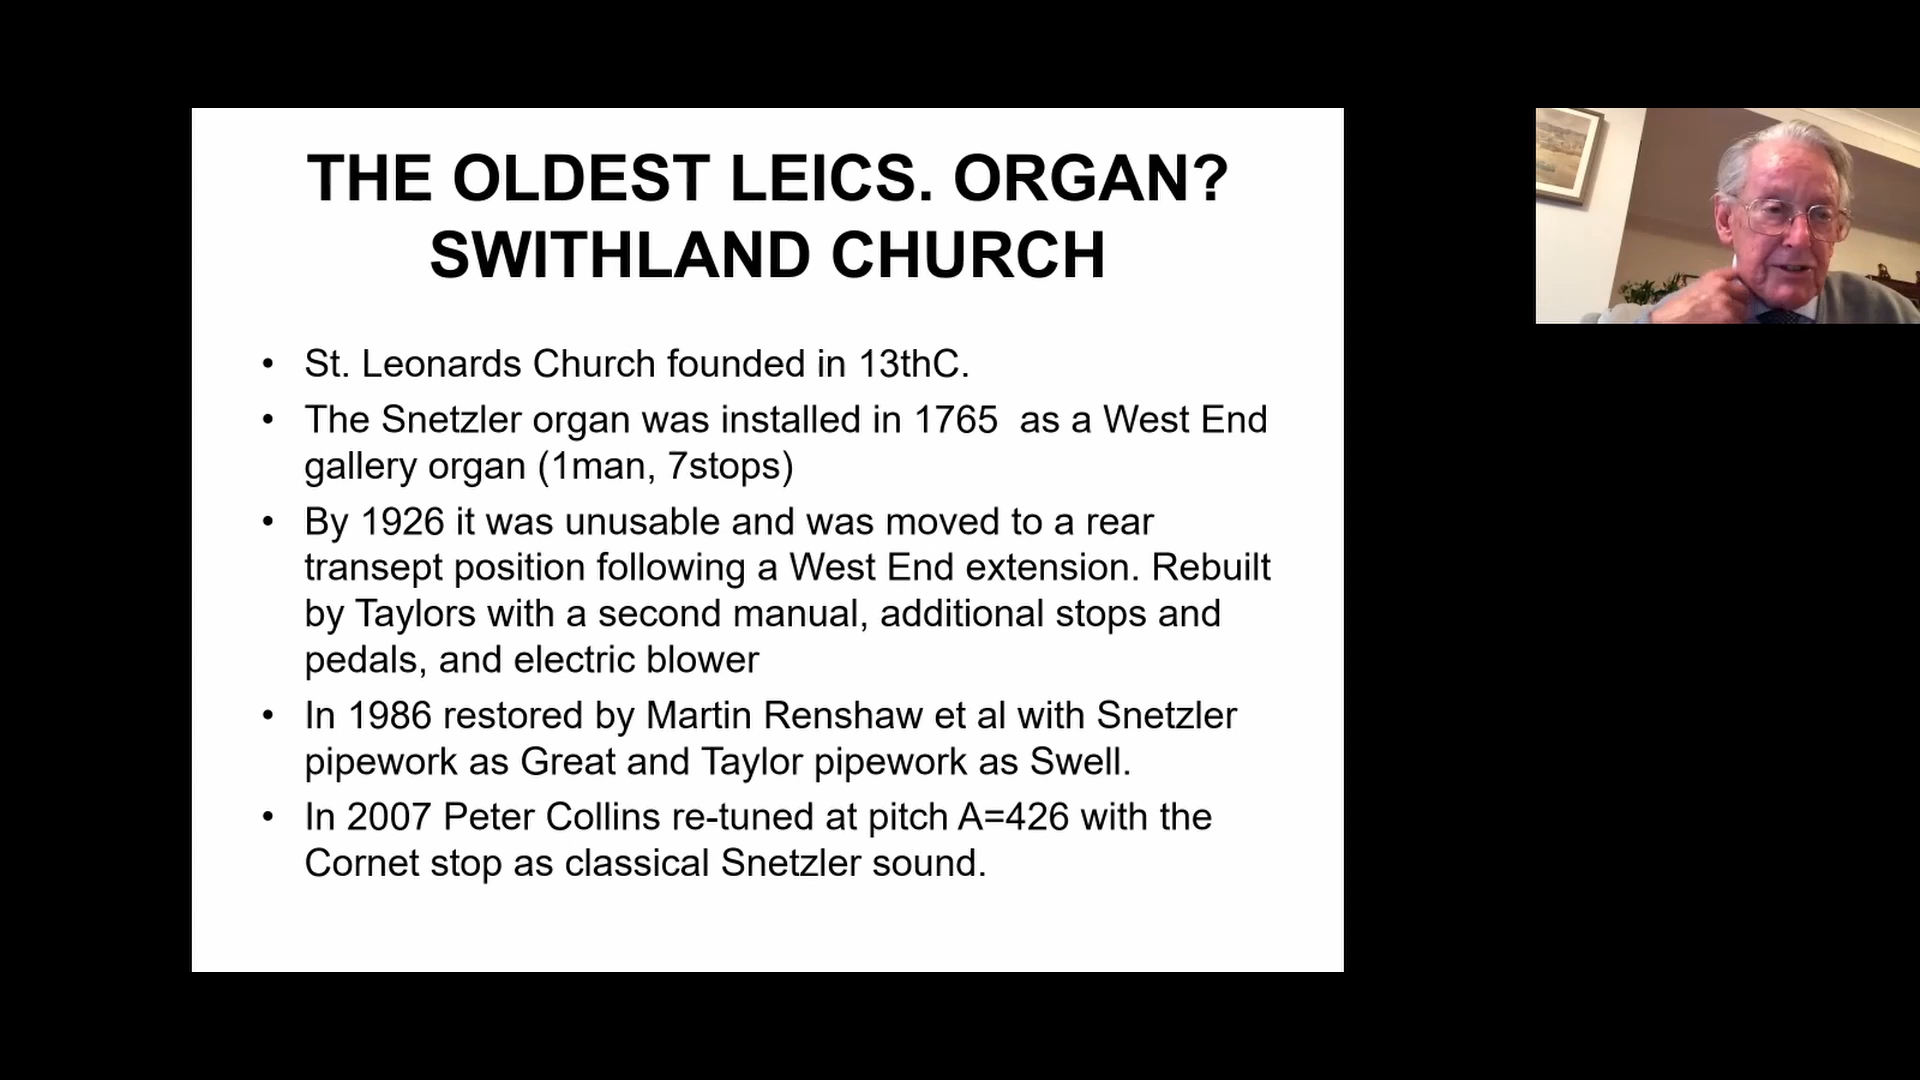 THE OLDEST LEICS. ORGAN?
SWITHLAND CHURCH
• St. Leonards Church founded in 13thC.
• The Snetzler organ was installed in 1765  as a West End
gallery organ (1man, 7stops)
• By 1926 it was unusable and was moved to a rear
transept position following a West End extension. Rebuilt
by Taylors with a second manual, additional stops and
pedals, and electric blower
• In 1986 restored by Martin Renshaw et al with Snetzler
pipework as Great and Taylor pipework as Swell.
• In 2007 Peter Collins re-tuned at pitch A=426 with the
Cornet stop as classical Snetzler sound.